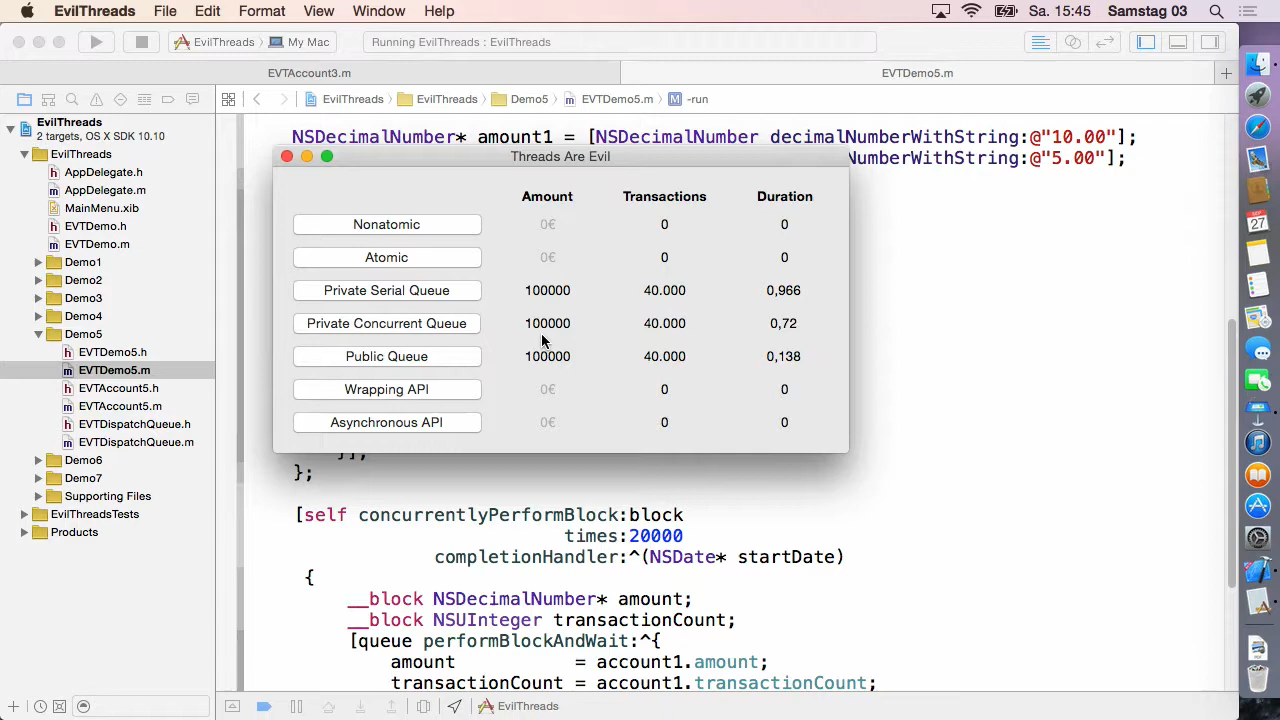 EvilThreads File Edit Format View Window Help Sa. 15:45 Samstag 03
EvilThreads My Mac Running EvilThreads : EvilThreads
EVTAccount3.m EVTDemo5.m
EvilThreads EvilThreads Demo5 EVTDemo5.m M -run
EvilThreads
2 targets, OS X SDK 10.10
EvilThreads
h AppDelegate.h
m AppDelegate.m
MainMenu.xib
h EVTDemo.h
m EVTDemo.m
Demo1
Demo2
Demo3
Demo4
Demo5
h EVTDemo5.h
m EVTDemo5.m
h EVTAccount5.h
m EVTAccount5.m
h EVTDispatchQueue.h
m EVTDispatchQueue.m
Demo6
Demo7
Supporting Files
EvilThreadsTests
Products
NSDecimalNumber* amount1 = [NSDecimalNumber decimalNumberWithString:@"10.00"];
lNumberWithString:@"5.00"];
Threads Are Evil
Amount Transactions Duration
Nonatomic 0€ 0 0
Atomic 0€ 0 0
Private Serial Queue 100000 40.000 0,966
Private Concurrent Queue 100000 40.000 0,72
Public Queue 100000 40.000 0,138
Wrapping API 0€ 0 0
Asynchronous API 0€ 0 0
}];
};
[self concurrentlyPerformBlock:block
times:20000
completionHandler:^(NSDate* startDate)
{
__block NSDecimalNumber* amount;
__block NSUInteger transactionCount;
[queue performBlockAndWait:^{
amount = account1.amount;
transactionCount = account1.transactionCount;
EvilThreads